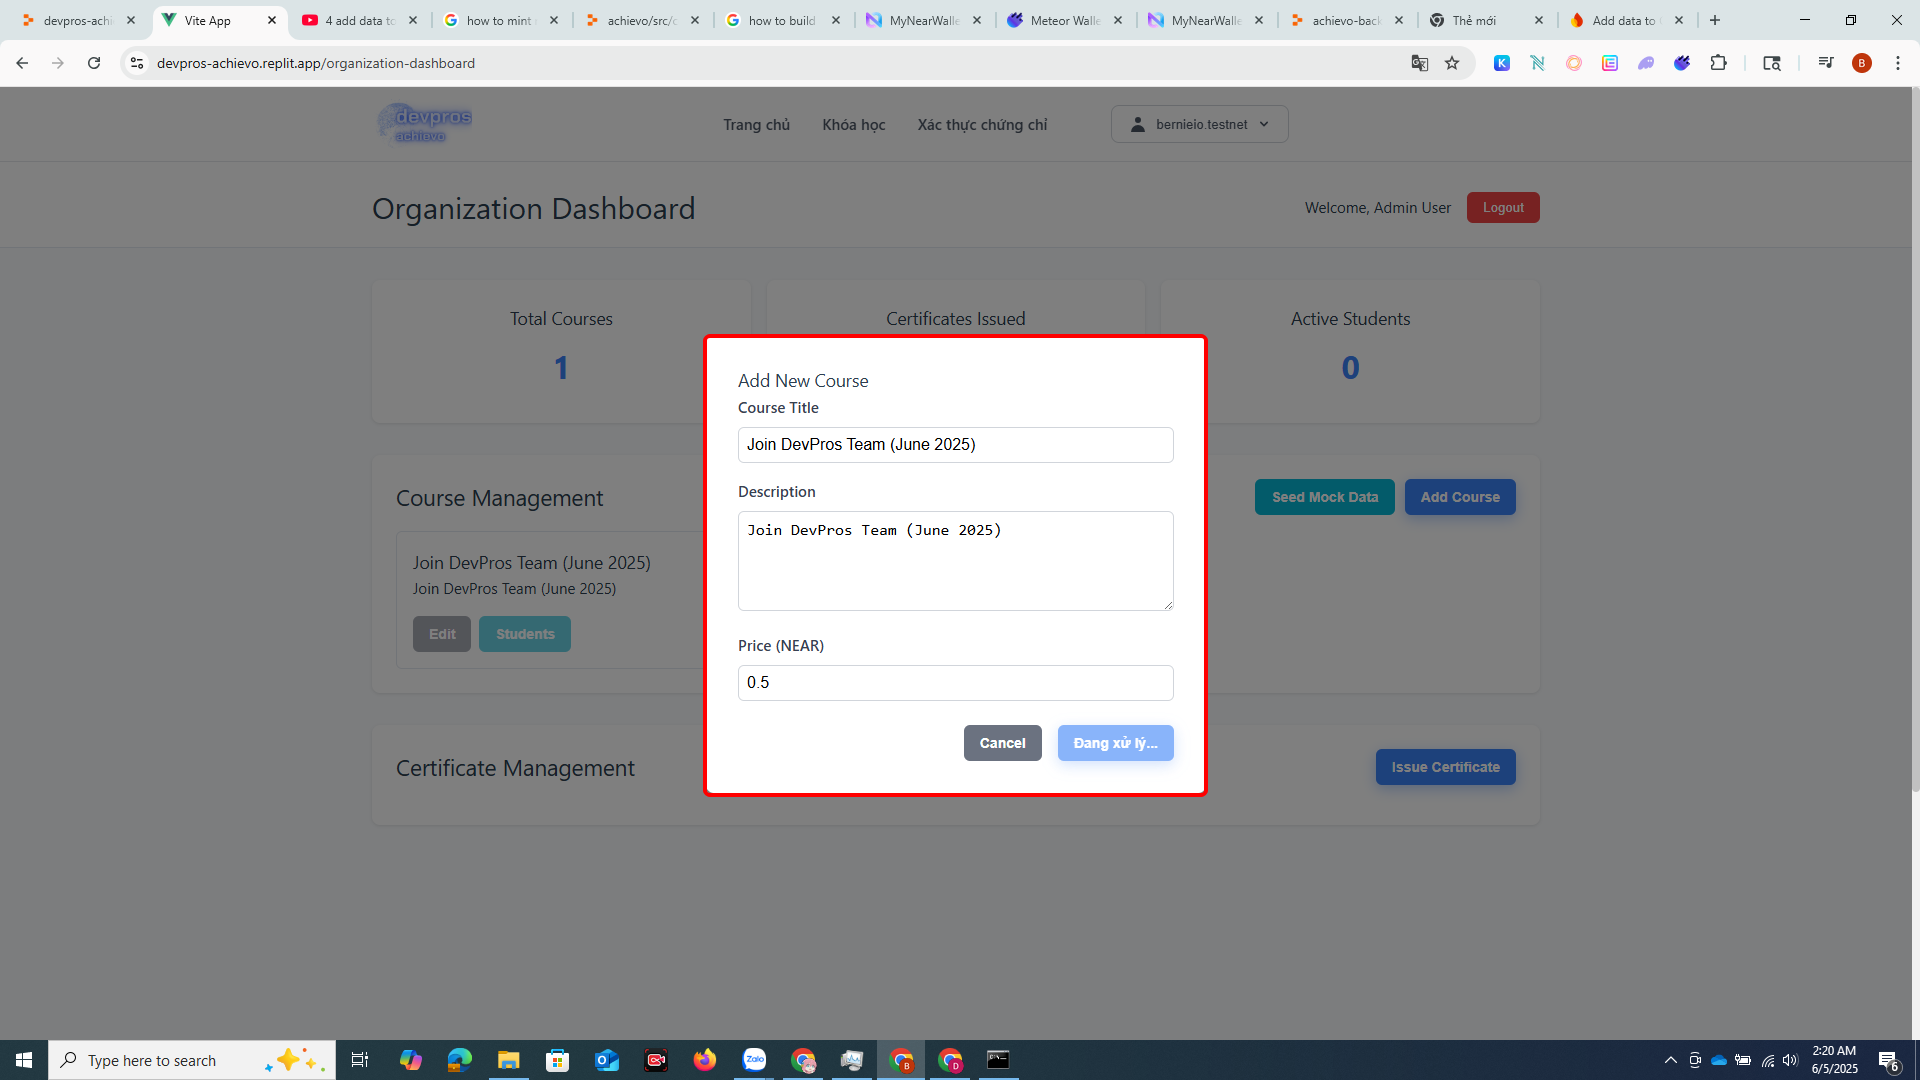 devpros-achi
Vite App
4 add data to
how to mint
achievo/src/c
how to build
MyNearWalle
Meteor Walle
MyNearWalle
achievo-back
Thẻ mới
Add data to
devpros-achievo.replit.app/organization-dashboard
B
devpros
achievo
Trang chủ
Khóa học
Xác thực chứng chỉ
bernieio.testnet
Organization Dashboard
Welcome, Admin User
Logout
Total Courses
1
Certificates Issued
Active Students
0
Course Management
Seed Mock Data
Add Course
Join DevPros Team (June 2025)
Join DevPros Team (June 2025)
Edit
Students
Certificate Management
Issue Certificate
Add New Course
Course Title
Join DevPros Team (June 2025)
Description
Join DevPros Team (June 2025)
Price (NEAR)
0.5
Cancel
Đang xử lý...
Type here to search
Zalo
B
D
2:20 AM
6/5/2025
6